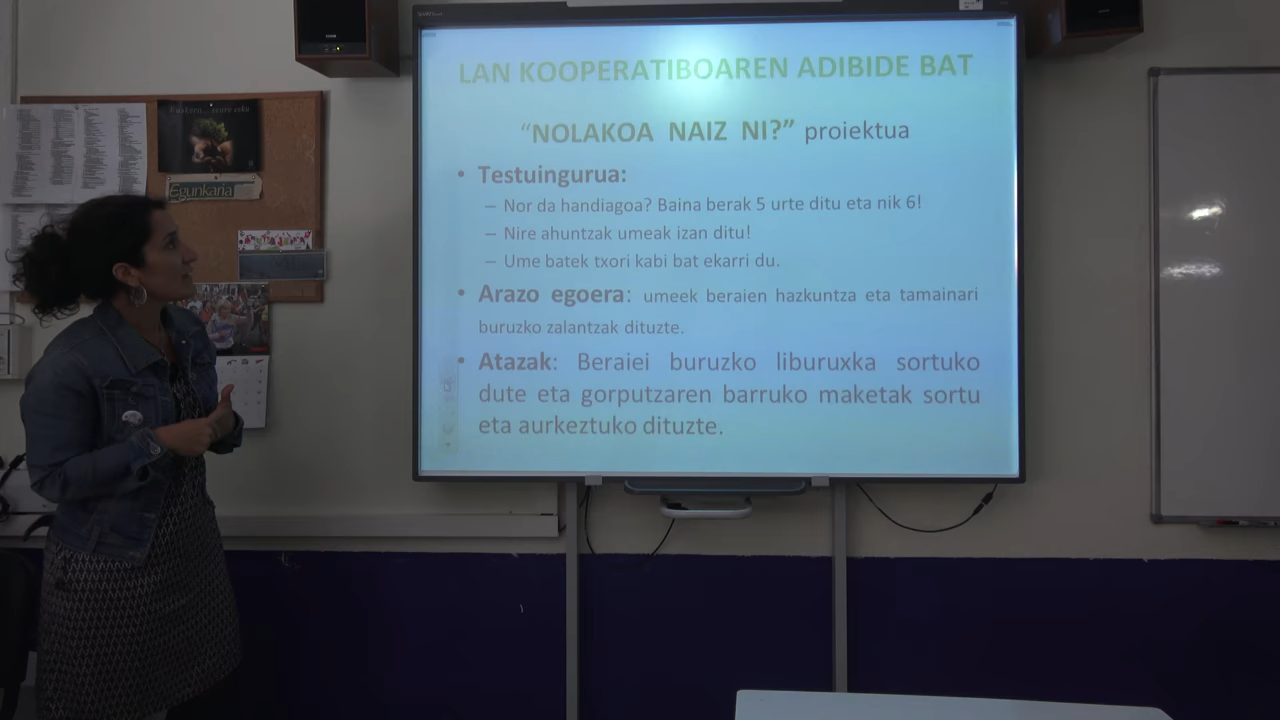 LAN KOOPERATIBOAREN ADIBIDE BAT
“NOLAKOA NAIZ NI?” proiektua
• Testuingurua:
– Nor da handiagoa? Baina berak 5 urte ditu eta nik 6!
– Nire ahuntzak umeak izan ditu!
– Ume batek txori kabi bat ekarri du.
• Arazo egoera: umeek beraien hazkuntza eta tamainari
buruzko zalantzak dituzte.
• Atazak: Beraiei buruzko liburuxka sortuko
dute eta gorputzaren barruko maketak sortu
eta aurkeztuko dituzte.
Egunkaria